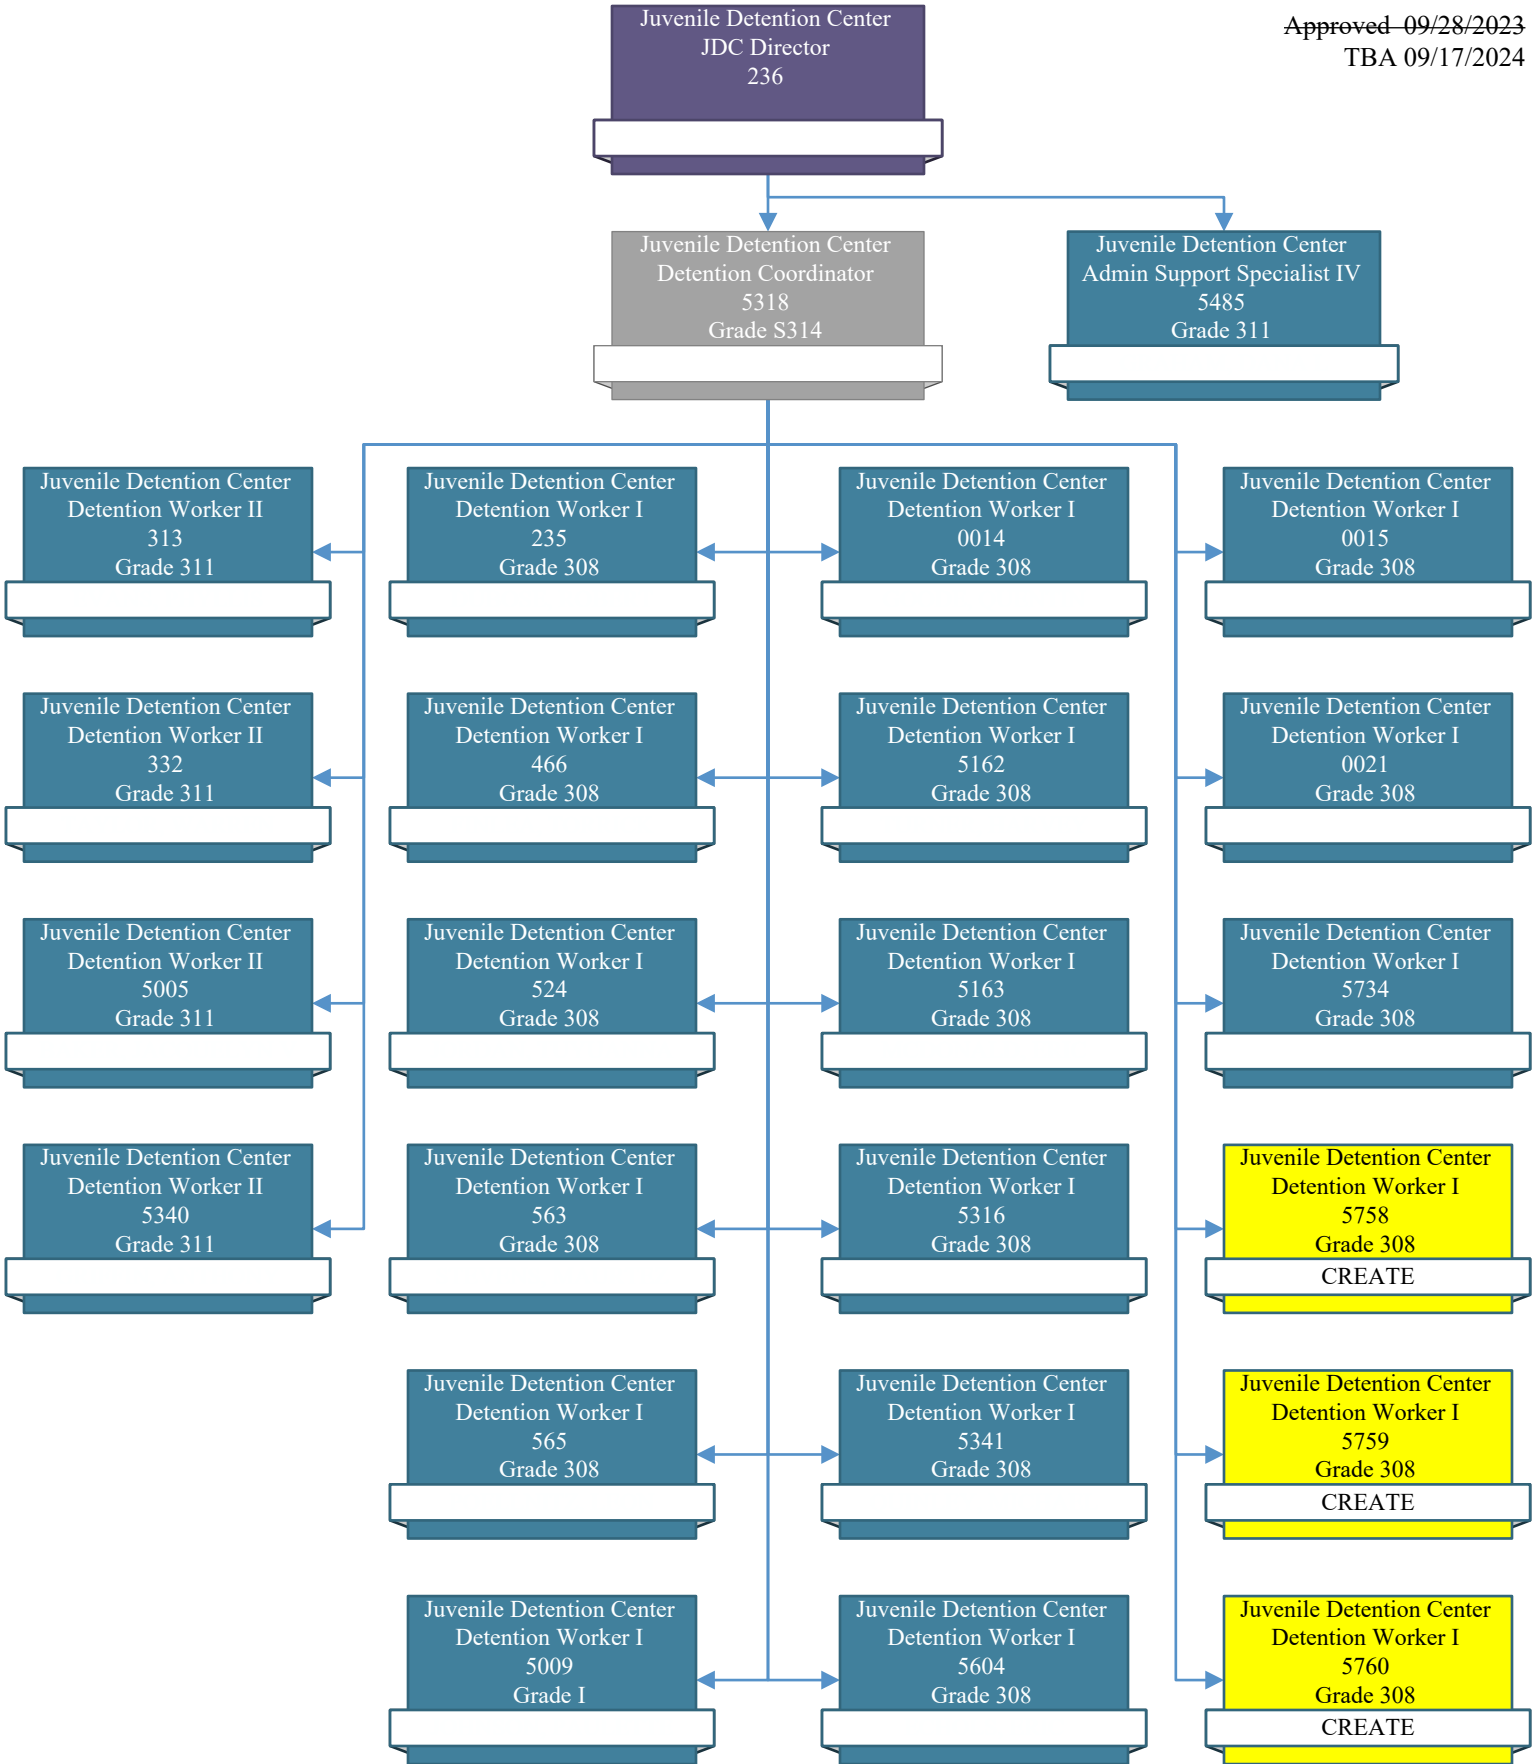 Juvenile Detention Center
JDC Director
236
Approved 09/28/2023
TBA 09/17/2024
Juvenile Detention Center
Detention Coordinator
5318
Grade S314
Juvenile Detention Center
Admin Support Specialist IV
5485
Grade 311
Juvenile Detention Center
Detention Worker II
313
Grade 311
Juvenile Detention Center
Detention Worker I
235
Grade 308
Juvenile Detention Center
Detention Worker I
0014
Grade 308
Juvenile Detention Center
Detention Worker I
0015
Grade 308
Juvenile Detention Center
Detention Worker II
332
Grade 311
Juvenile Detention Center
Detention Worker I
466
Grade 308
Juvenile Detention Center
Detention Worker I
5162
Grade 308
Juvenile Detention Center
Detention Worker I
0021
Grade 308
Juvenile Detention Center
Detention Worker II
5005
Grade 311
Juvenile Detention Center
Detention Worker I
524
Grade 308
Juvenile Detention Center
Detention Worker I
5163
Grade 308
Juvenile Detention Center
Detention Worker I
5734
Grade 308
Juvenile Detention Center
Detention Worker II
5340
Grade 311
Juvenile Detention Center
Detention Worker I
563
Grade 308
Juvenile Detention Center
Detention Worker I
5316
Grade 308
Juvenile Detention Center
Detention Worker I
5758
Grade 308
CREATE
Juvenile Detention Center
Detention Worker I
565
Grade 308
Juvenile Detention Center
Detention Worker I
5341
Grade 308
Juvenile Detention Center
Detention Worker I
5759
Grade 308
CREATE
Juvenile Detention Center
Detention Worker I
5009
Grade I
Juvenile Detention Center
Detention Worker I
5604
Grade 308
Juvenile Detention Center
Detention Worker I
5760
Grade 308
CREATE